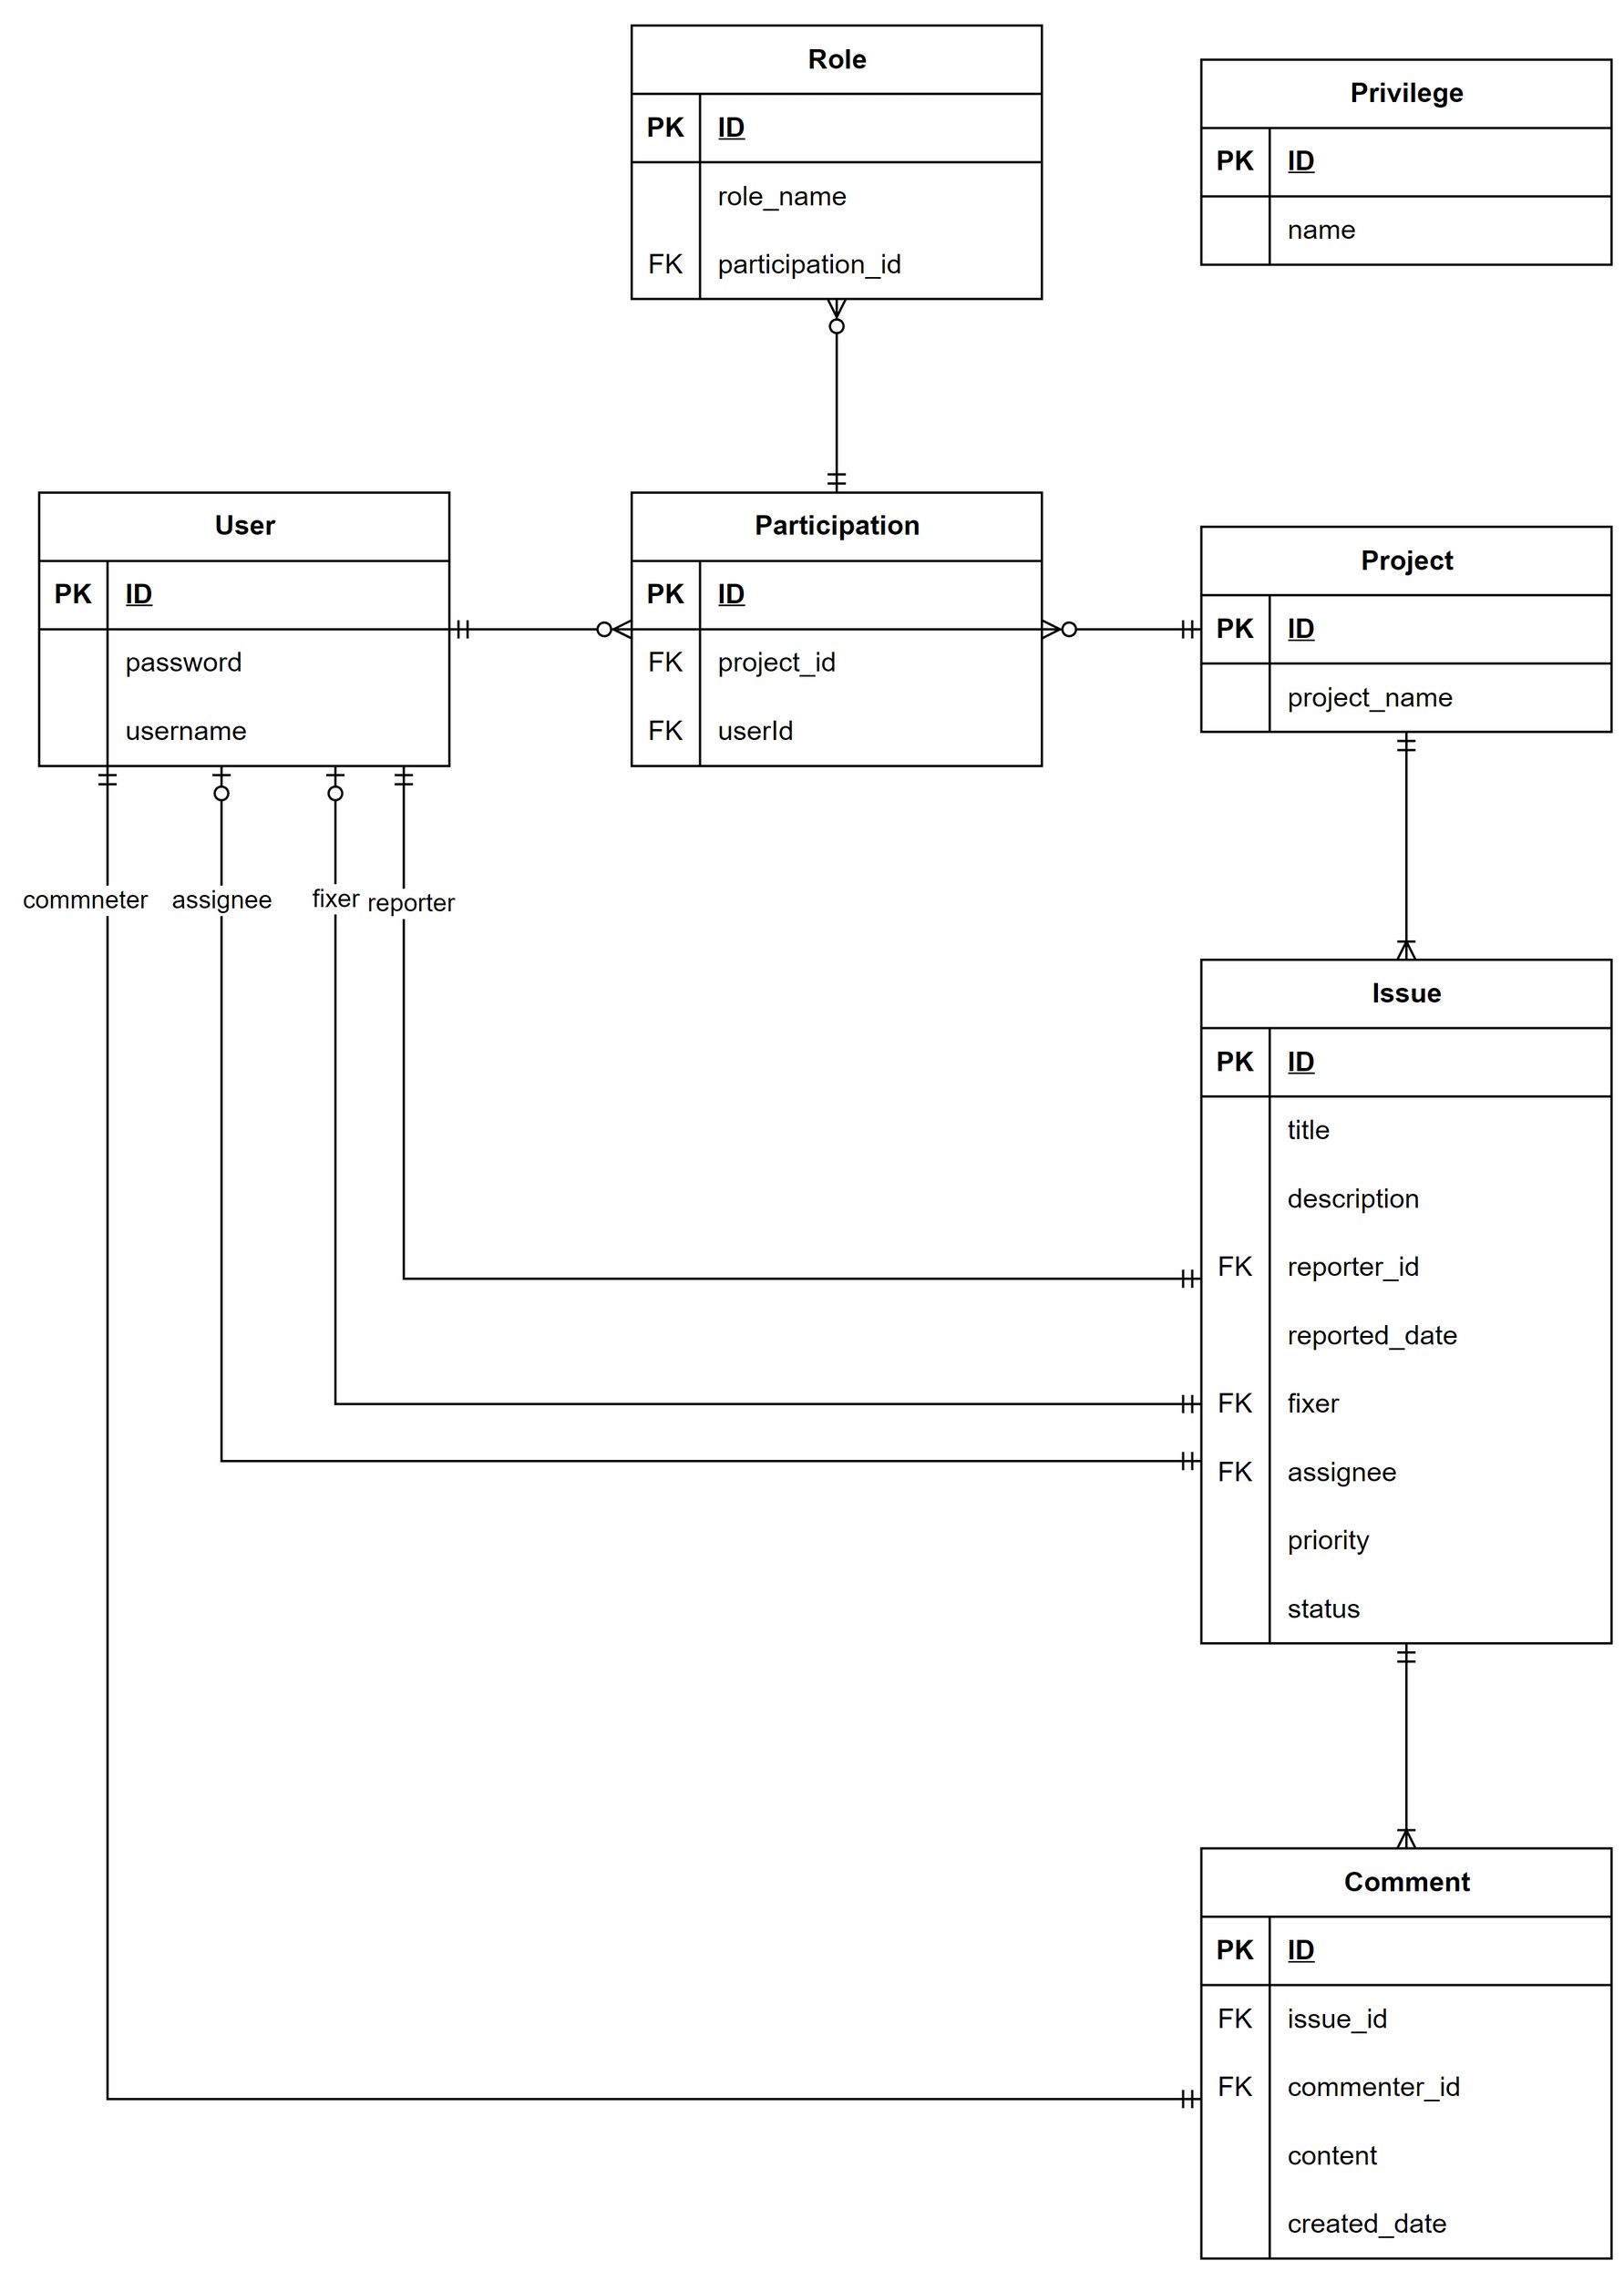 Role
PK ID
role_name
FK participation_id
Privilege
PK ID
name
User
PK ID
password
username
Participation
PK ID
FK project_id
FK userId
Project
PK ID
project_name
commneter
assignee
fixer
reporter
Issue
PK ID
title
description
FK reporter_id
reported_date
FK fixer
FK assignee
priority
status
Comment
PK ID
FK issue_id
FK commenter_id
content
created_date